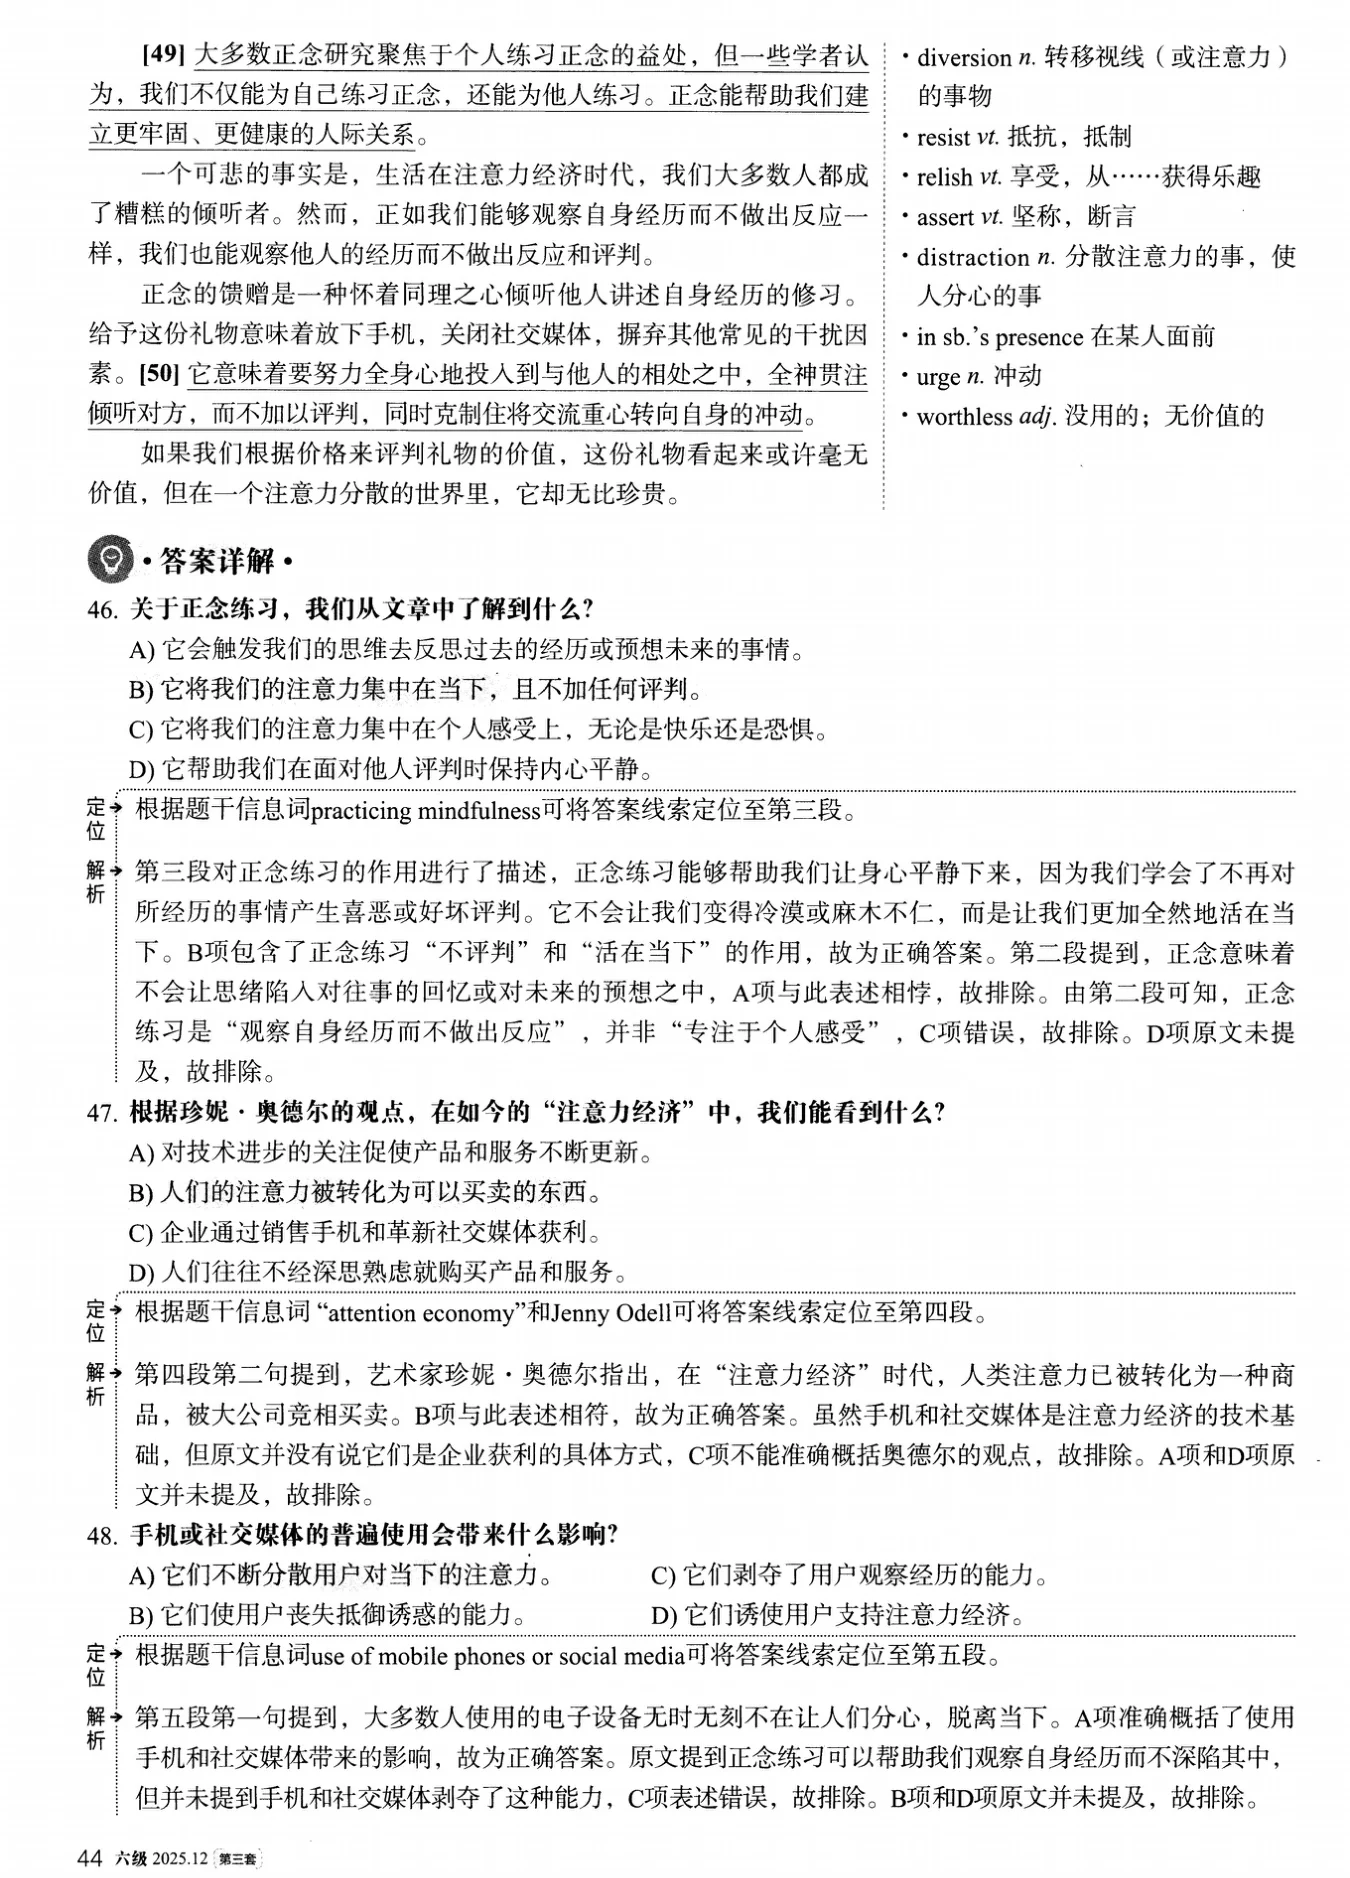 [49] 大多数正念研究聚焦于个人练习正念的益处，但一些学者认
为，我们不仅能为自己练习正念，还能为他人练习。正念能帮助我们建
立更牢固、更健康的人际关系。
一个可悲的事实是，生活在注意力经济时代，我们大多数人都成
了糟糕的倾听者。然而，正如我们能够观察自身经历而不做出反应一
样，我们也能观察他人的经历而不做出反应和评判。
正念的馈赠是一种怀着同理之心倾听他人讲述自身经历的修习。
给予这份礼物意味着放下手机，关闭社交媒体，摒弃其他常见的干扰因
素。[50] 它意味着要努力全身心地投入到与他人的相处之中，全神贯注
倾听对方，而不加以评判，同时克制住将交流重心转向自身的冲动。
如果我们根据价格来评判礼物的价值，这份礼物看起来或许毫无
价值，但在一个注意力分散的世界里，它却无比珍贵。
·diversion n. 转移视线（或注意力）
的事物
·resist vt. 抵抗，抵制
·relish vt. 享受，从……获得乐趣
·assert vt. 坚称，断言
·distraction n. 分散注意力的事，使
人分心的事
·in sb.'s presence 在某人面前
·urge n. 冲动
·worthless adj. 没用的；无价值的
·答案详解·
46. 关于正念练习，我们从文章中了解到什么？
A) 它会触发我们的思维去反思过去的经历或预想未来的事情。
B) 它将我们的注意力集中在当下，且不加任何评判。
C) 它将我们的注意力集中在个人感受上，无论是快乐还是恐惧。
D) 它帮助我们在面对他人评判时保持内心平静。
定位 根据题干信息词practicing mindfulness可将答案线索定位至第三段。
解析 第三段对正念练习的作用进行了描述，正念练习能够帮助我们让身心平静下来，因为我们学会了不再对
所经历的事情产生喜恶或好坏评判。它不会让我们变得冷漠或麻木不仁，而是让我们更加全然地活在当
下。B项包含了正念练习“不评判”和“活在当下”的作用，故为正确答案。第二段提到，正念意味着
不会让思绪陷入对往事的回忆或对未来的预想之中，A项与此表述相悖，故排除。由第二段可知，正念
练习是“观察自身经历而不做出反应”，并非“专注于个人感受”，C项错误，故排除。D项原文未提
及，故排除。
47. 根据珍妮·奥德尔的观点，在如今的“注意力经济”中，我们能看到什么？
A) 对技术进步的关注促使产品和服务不断更新。
B) 人们的注意力被转化为可以买卖的东西。
C) 企业通过销售手机和革新社交媒体获利。
D) 人们往往不经深思熟虑就购买产品和服务。
定位 根据题干信息词 “attention economy”和Jenny Odell可将答案线索定位至第四段。
解析 第四段第二句提到，艺术家珍妮·奥德尔指出，在“注意力经济”时代，人类注意力已被转化为一种商
品，被大公司竞相买卖。B项与此表述相符，故为正确答案。虽然手机和社交媒体是注意力经济的技术基
础，但原文并没有说它们是企业获利的具体方式，C项不能准确概括奥德尔的观点，故排除。A项和D项原
文并未提及，故排除。
48. 手机或社交媒体的普遍使用会带来什么影响？
A) 它们不断分散用户对当下的注意力。 C) 它们剥夺了用户观察经历的能力。
B) 它们使用户丧失抵御诱惑的能力。 D) 它们诱使用户支持注意力经济。
定位 根据题干信息词use of mobile phones or social media可将答案线索定位至第五段。
解析 第五段第一句提到，大多数人使用的电子设备无时无刻不在让人们分心，脱离当下。A项准确概括了使用
手机和社交媒体带来的影响，故为正确答案。原文提到正念练习可以帮助我们观察自身经历而不深陷其中，
但并未提到手机和社交媒体剥夺了这种能力，C项表述错误，故排除。B项和D项原文并未提及，故排除。
44 六级 2025.12 第三套